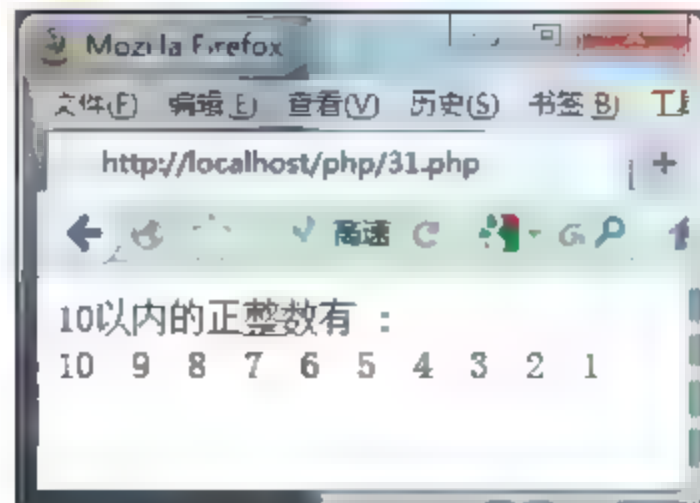 Mozilla Firefox
文件(F) 编辑(E) 查看(V) 历史(S) 书签(B)
http://localhost/php/31.php +
高速
10以内的正整数有 :
10 9 8 7 6 5 4 3 2 1